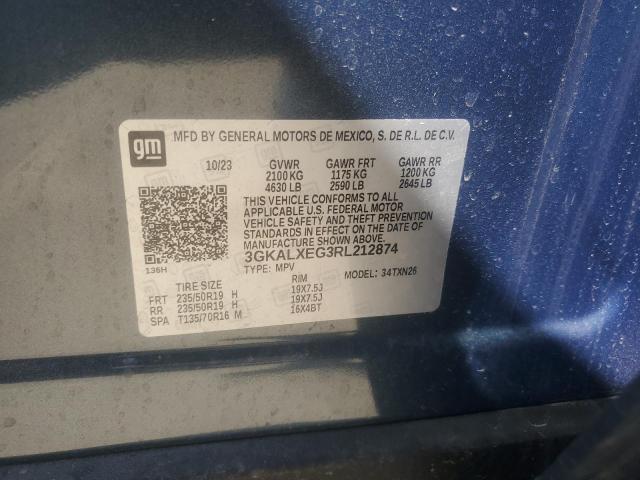 gm
MFD BY GENERAL MOTORS DE MEXICO, S. DE R.L. DE C.V.
10/23 GVWR GAWR FRT GAWR RR
2100 KG 1175 KG 1200 KG
4630 LB 2590 LB 2645 LB
THIS VEHICLE CONFORMS TO ALL
APPLICABLE U.S. FEDERAL MOTOR
VEHICLE SAFETY AND THEFT PREVENTION
STANDARDS IN EFFECT ON THE DATE OF
MANUFACTURE SHOWN ABOVE.
3GKALXEG3RL212874
136H TYPE: MPV MODEL: 34TXN26
TIRE SIZE RIM
FRT 235/50R19 H 19X7.5J
RR 235/50R19 H 19X7.5J
SPA T135/70R16 M 16X4BT